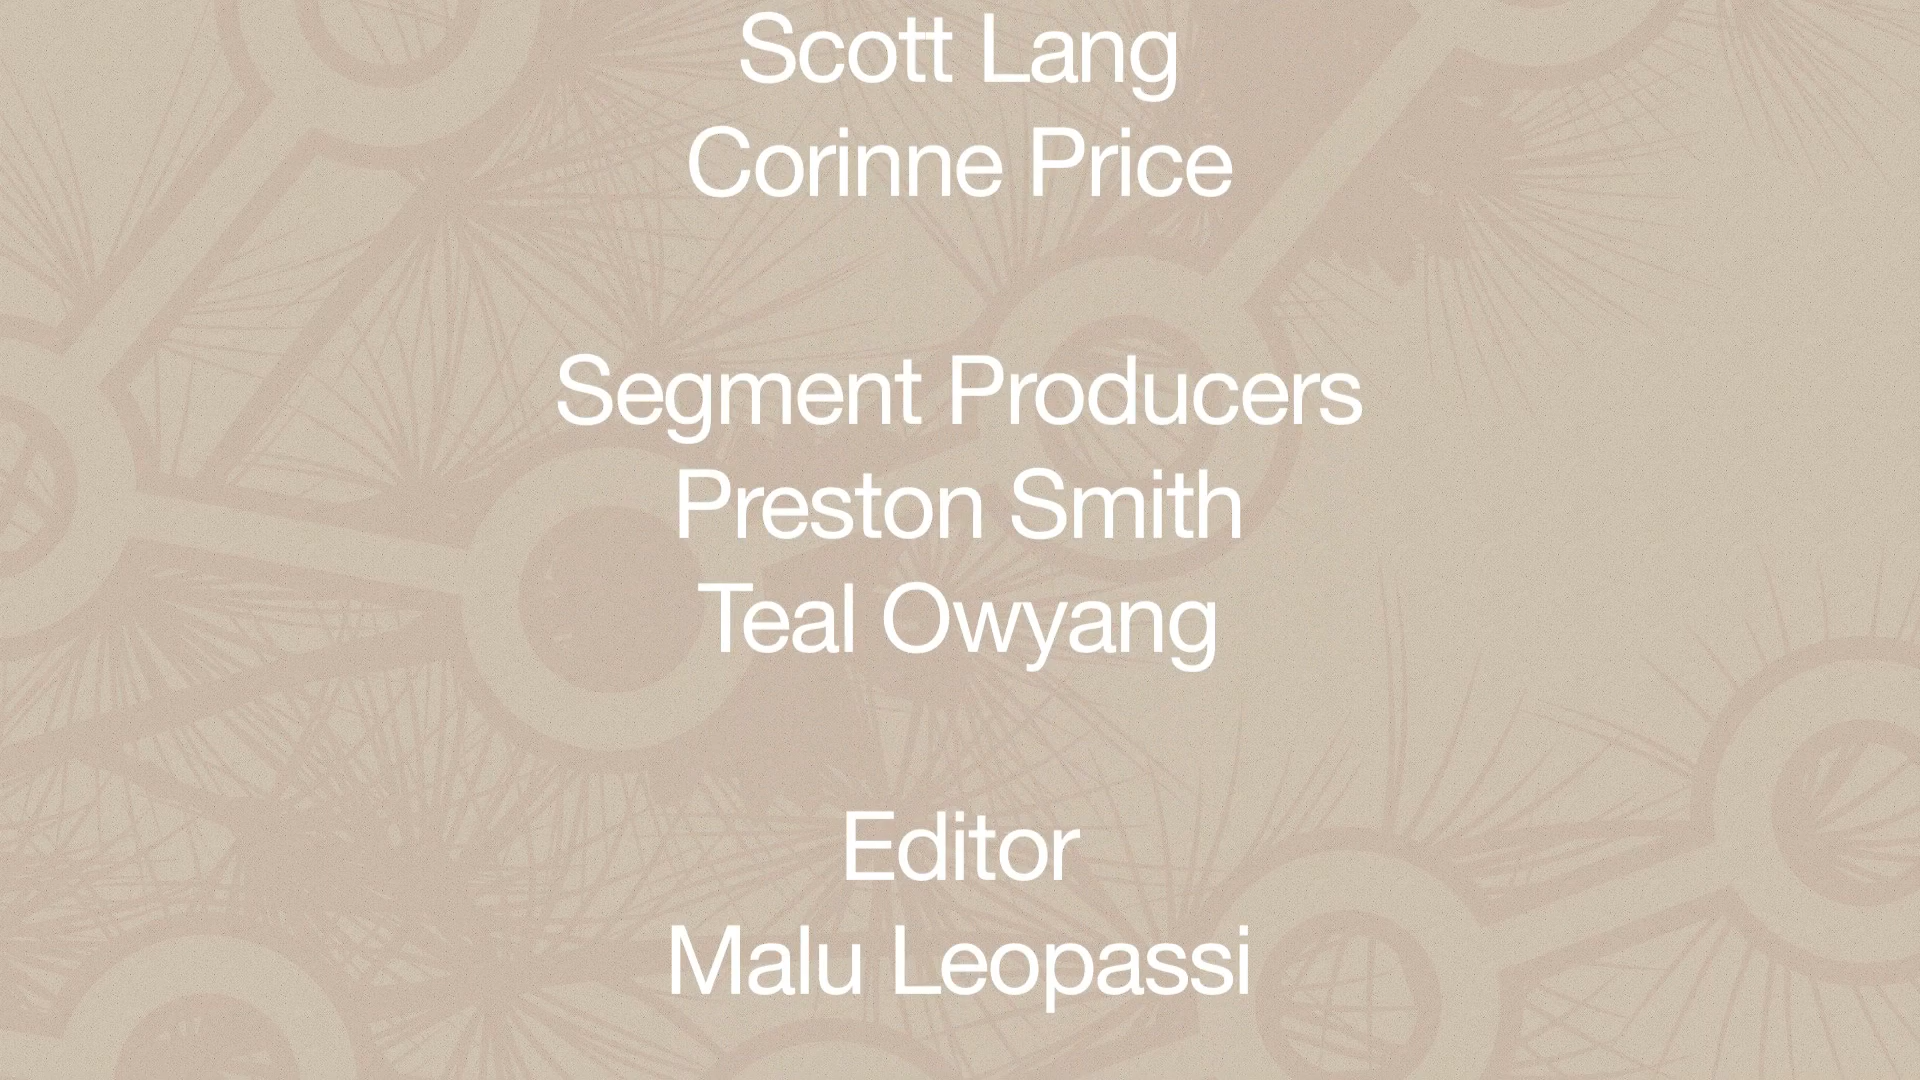 Scott Lang
Corinne Price
Segment Producers
Preston Smith
Teal Owyang
Editor
Malu Leopassi